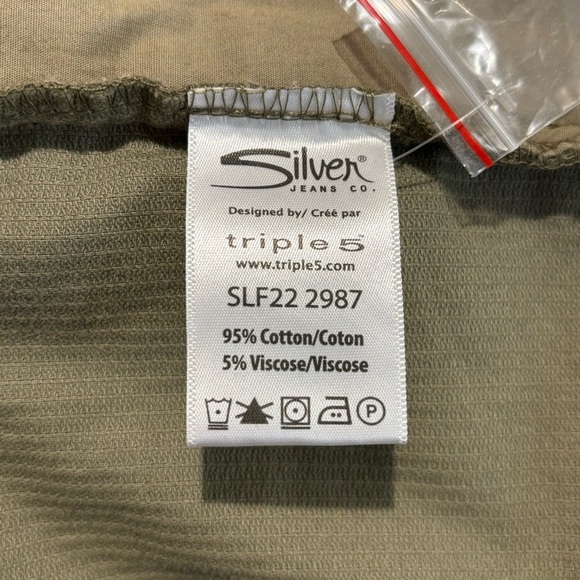 Silver®
JEANS CO.
Designed by/ Créé par
triple 5™
www.triple5.com
SLF22 2987
95% Cotton/Coton
5% Viscose/Viscose
P